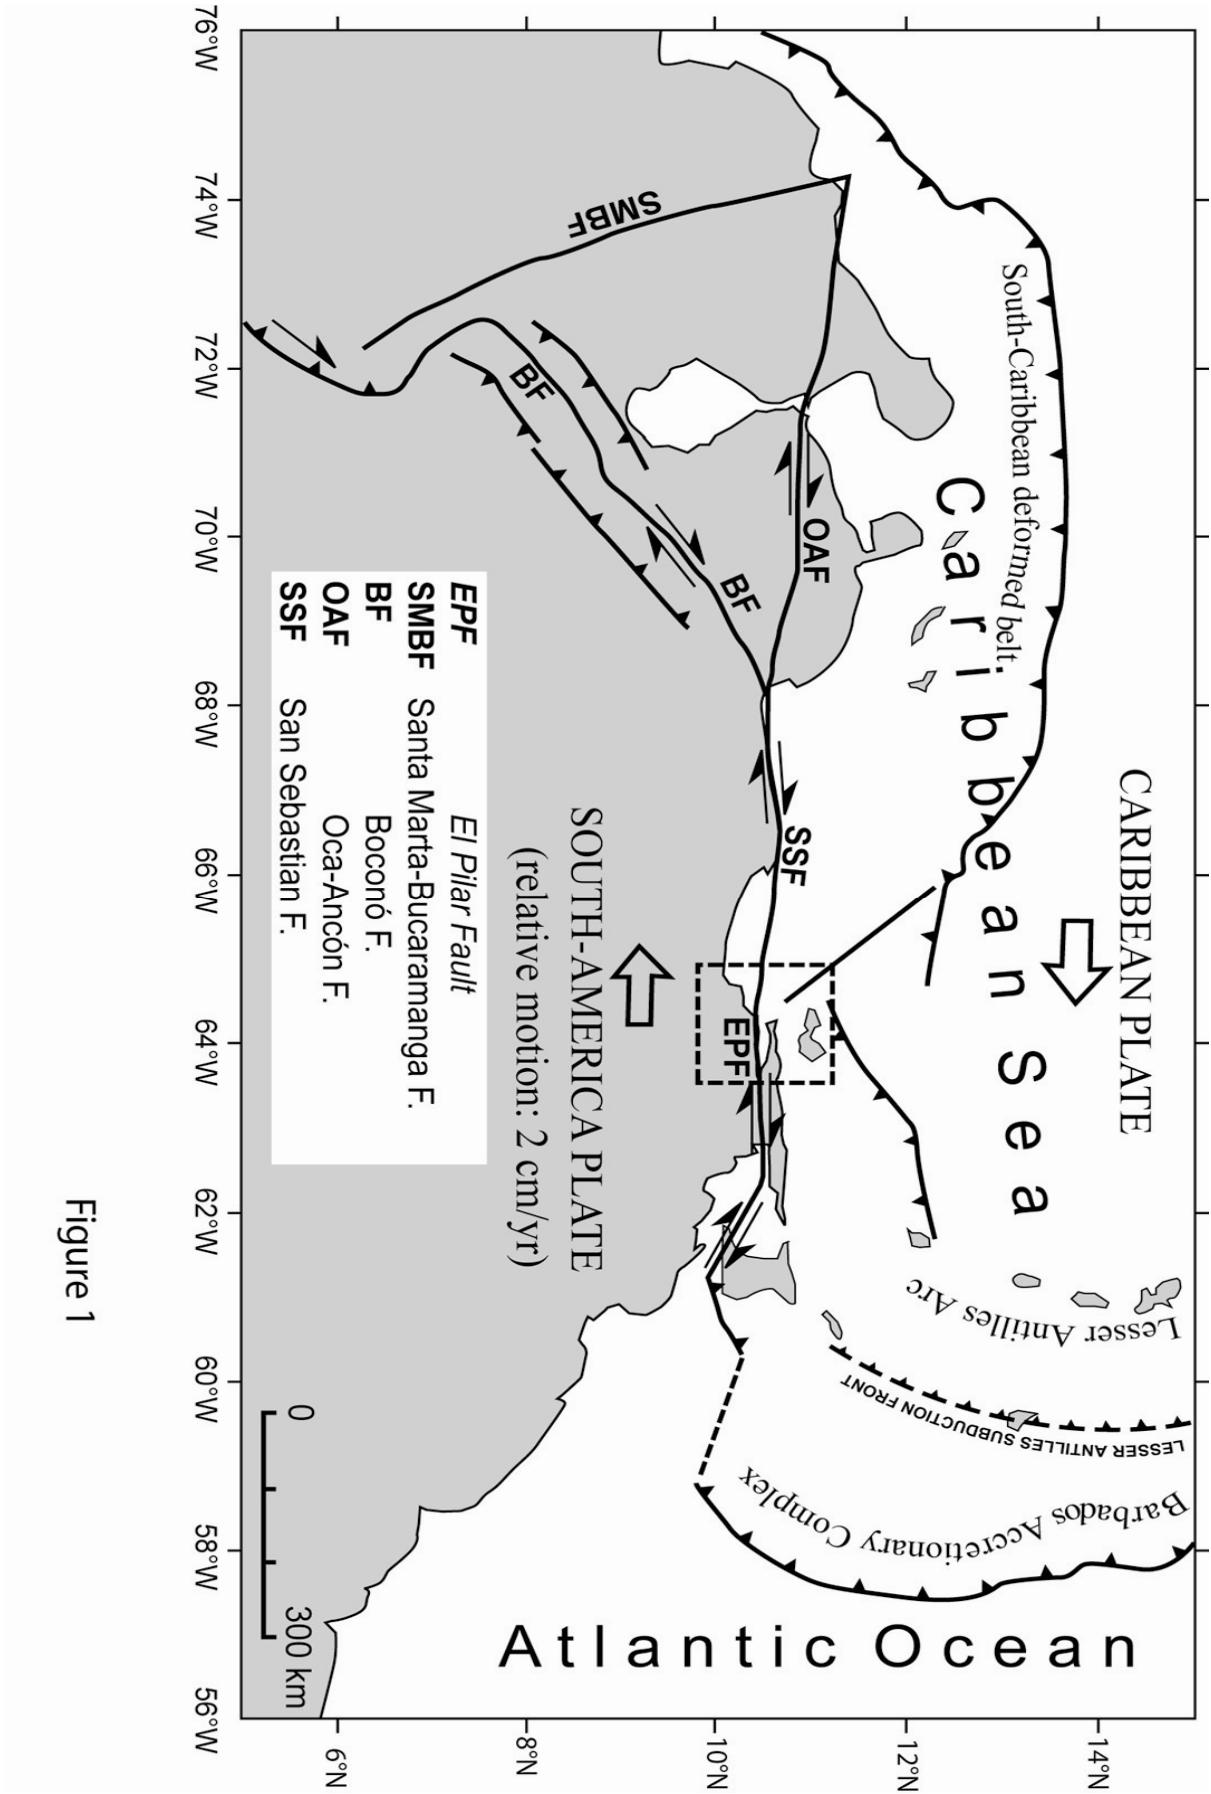 CARIBBEAN PLATE
South-Caribbean deformed belt
Caribbean Sea
Lesser Antilles Arc
LESSER ANTILLES SUBDUCTION FRONT
Barbados Accretionary Complex
Atlantic Ocean
SMBF
OAF
BF
BF
SSF
EPF
SOUTH-AMERICA PLATE
(relative motion: 2 cm/yr)
EPF El Pilar Fault
SMBF Santa Marta-Bucaramanga F.
BF Boconó F.
OAF Oca-Ancón F.
SSF San Sebastian F.
0 300 km
14°N
12°N
10°N
8°N
6°N
76°W 74°W 72°W 70°W 68°W 66°W 64°W 62°W 60°W 58°W 56°W
Figure 1